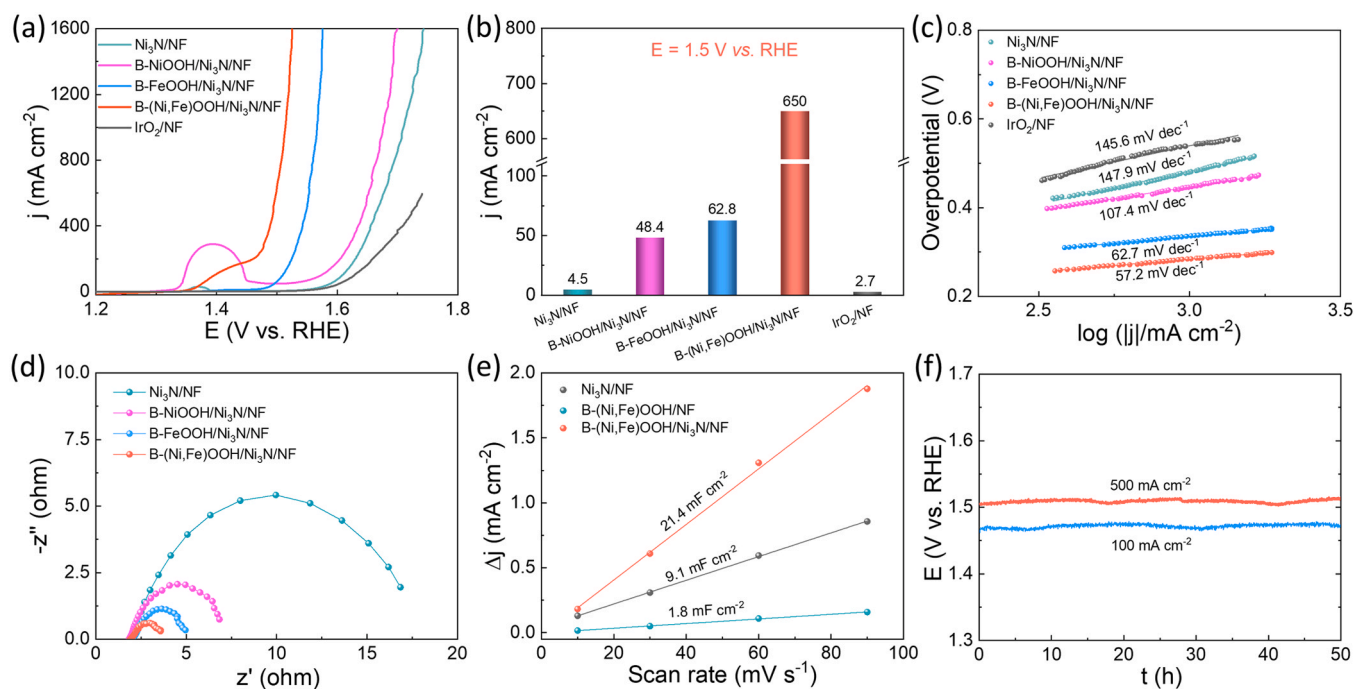 (a)
1600
1200
800
400
0
1.2
1.4
1.6
1.8
j (mA cm⁻²)
E (V vs. RHE)
Ni₃N/NF
B-NiOOH/Ni₃N/NF
B-FeOOH/Ni₃N/NF
B-(Ni,Fe)OOH/Ni₃N/NF
IrO₂/NF
(b)
E = 1.5 V vs. RHE
800
700
650
600
100
50
0
j (mA cm⁻²)
4.5
48.4
62.8
650
2.7
Ni₃N/NF
B-NiOOH/Ni₃N/NF
B-FeOOH/Ni₃N/NF
B-(Ni,Fe)OOH/Ni₃N/NF
IrO₂/NF
(c)
0.8
0.6
0.4
0.2
2.5
3.0
3.5
Overpotential (V)
log (|j|/mA cm⁻²)
Ni₃N/NF
B-NiOOH/Ni₃N/NF
B-FeOOH/Ni₃N/NF
B-(Ni,Fe)OOH/Ni₃N/NF
IrO₂/NF
145.6 mV dec⁻¹
147.9 mV dec⁻¹
107.4 mV dec⁻¹
62.7 mV dec⁻¹
57.2 mV dec⁻¹
(d)
10.0
7.5
5.0
2.5
0.0
0
5
10
15
20
-z" (ohm)
z' (ohm)
Ni₃N/NF
B-NiOOH/Ni₃N/NF
B-FeOOH/Ni₃N/NF
B-(Ni,Fe)OOH/Ni₃N/NF
(e)
2.0
1.5
1.0
0.5
0.0
0
20
40
60
80
100
Δj (mA cm⁻²)
Scan rate (mV s⁻¹)
Ni₃N/NF
B-(Ni,Fe)OOH/NF
B-(Ni,Fe)OOH/Ni₃N/NF
21.4 mF cm⁻²
9.1 mF cm⁻²
1.8 mF cm⁻²
(f)
1.7
1.6
1.5
1.4
1.3
0
10
20
30
40
50
E (V vs. RHE)
t (h)
500 mA cm⁻²
100 mA cm⁻²